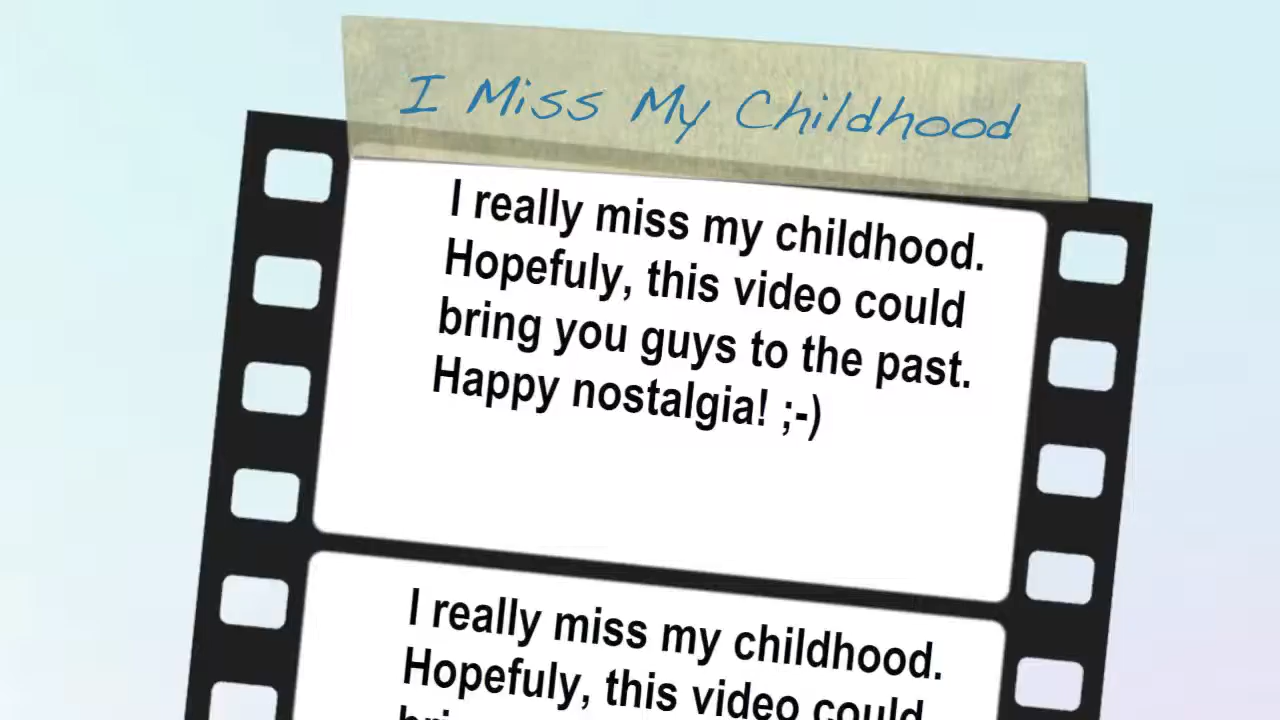 I Miss My Childhood
I really miss my childhood.
Hopefuly, this video could
bring you guys to the past.
Happy nostalgia! ;-)
I really miss my childhood.
Hopefuly, this video could